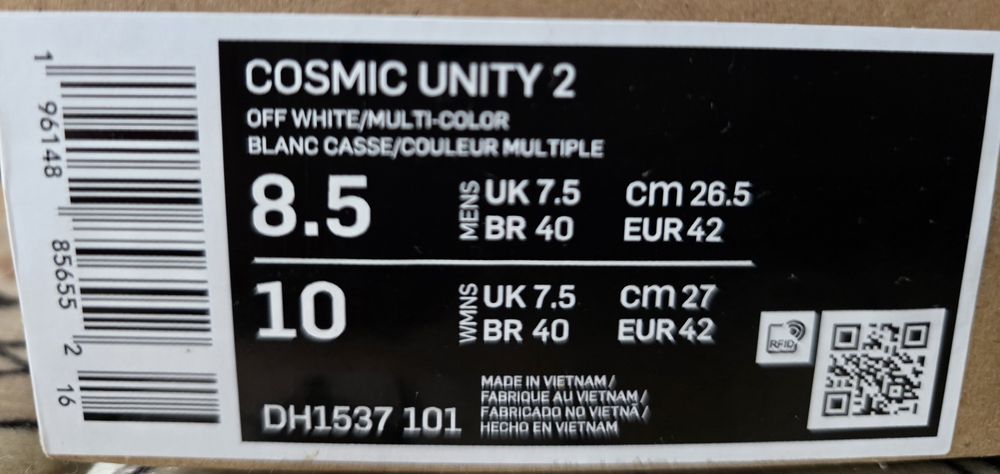 1 96148 85655 2 16
COSMIC UNITY 2
OFF WHITE/MULTI-COLOR
BLANC CASSE/COULEUR MULTIPLE
8.5 MENS UK 7.5 cm 26.5
BR 40 EUR 42
10 WMNS UK 7.5 cm 27
BR 40 EUR 42
RFID
DH1537 101
MADE IN VIETNAM /
FABRIQUE AU VIETNAM /
FABRICADO NO VIETNÃ /
HECHO EN VIETNAM